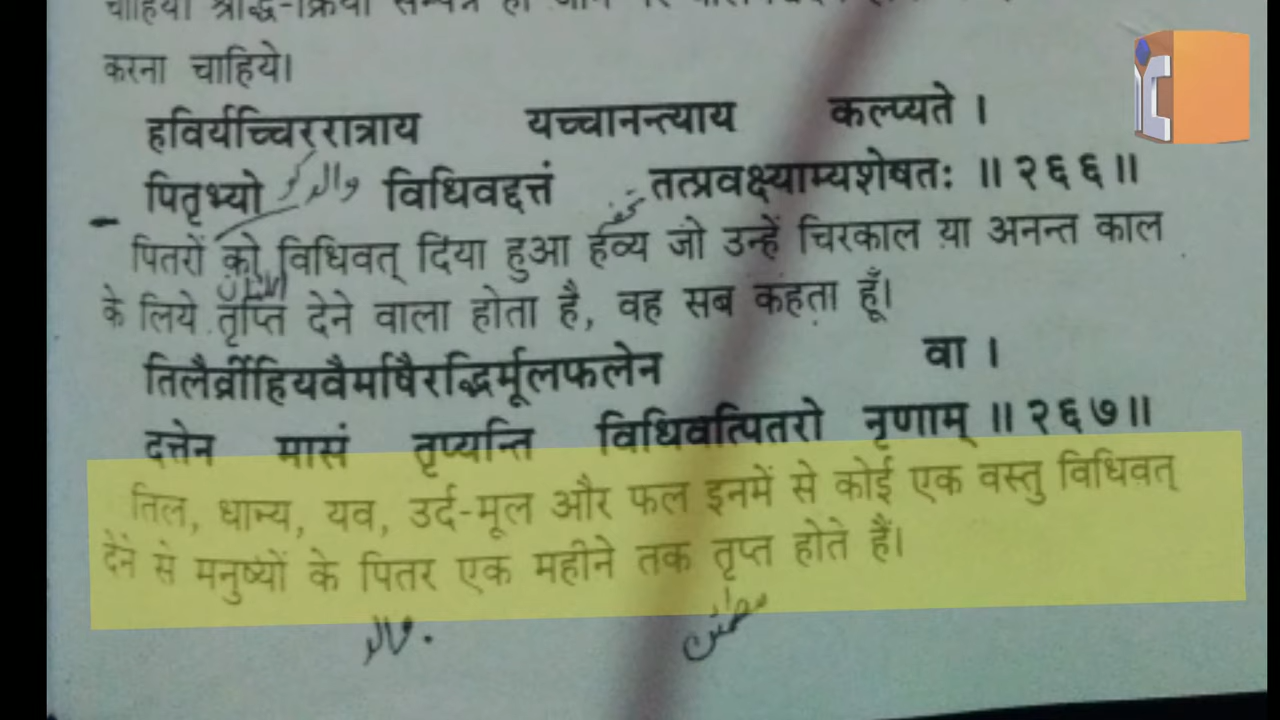 करना चाहिये।
हविर्यच्चिररात्राय यच्चानन्त्याय कल्प्यते ।
पितृभ्यो विधिवद्दत्तं तत्प्रवक्ष्याम्यशेषतः ॥ २६६॥
पितरों को विधिवत् दिया हुआ हव्य जो उन्हें चिरकाल या अनन्त काल
के लिये तृप्ति देने वाला होता है, वह सब कहता हूँ।
तिलैर्व्रीहियवैर्माषैरद्भिर्मूलफलेन वा ।
दत्तेन मासं तृप्यन्ति विधिवत्पितरो नृणाम् ॥ २६७॥
तिल, धान्य, यव, उर्द-मूल और फल इनमें से कोई एक वस्तु विधिवत्
देने से मनुष्यों के पितर एक महीने तक तृप्त होते हैं।